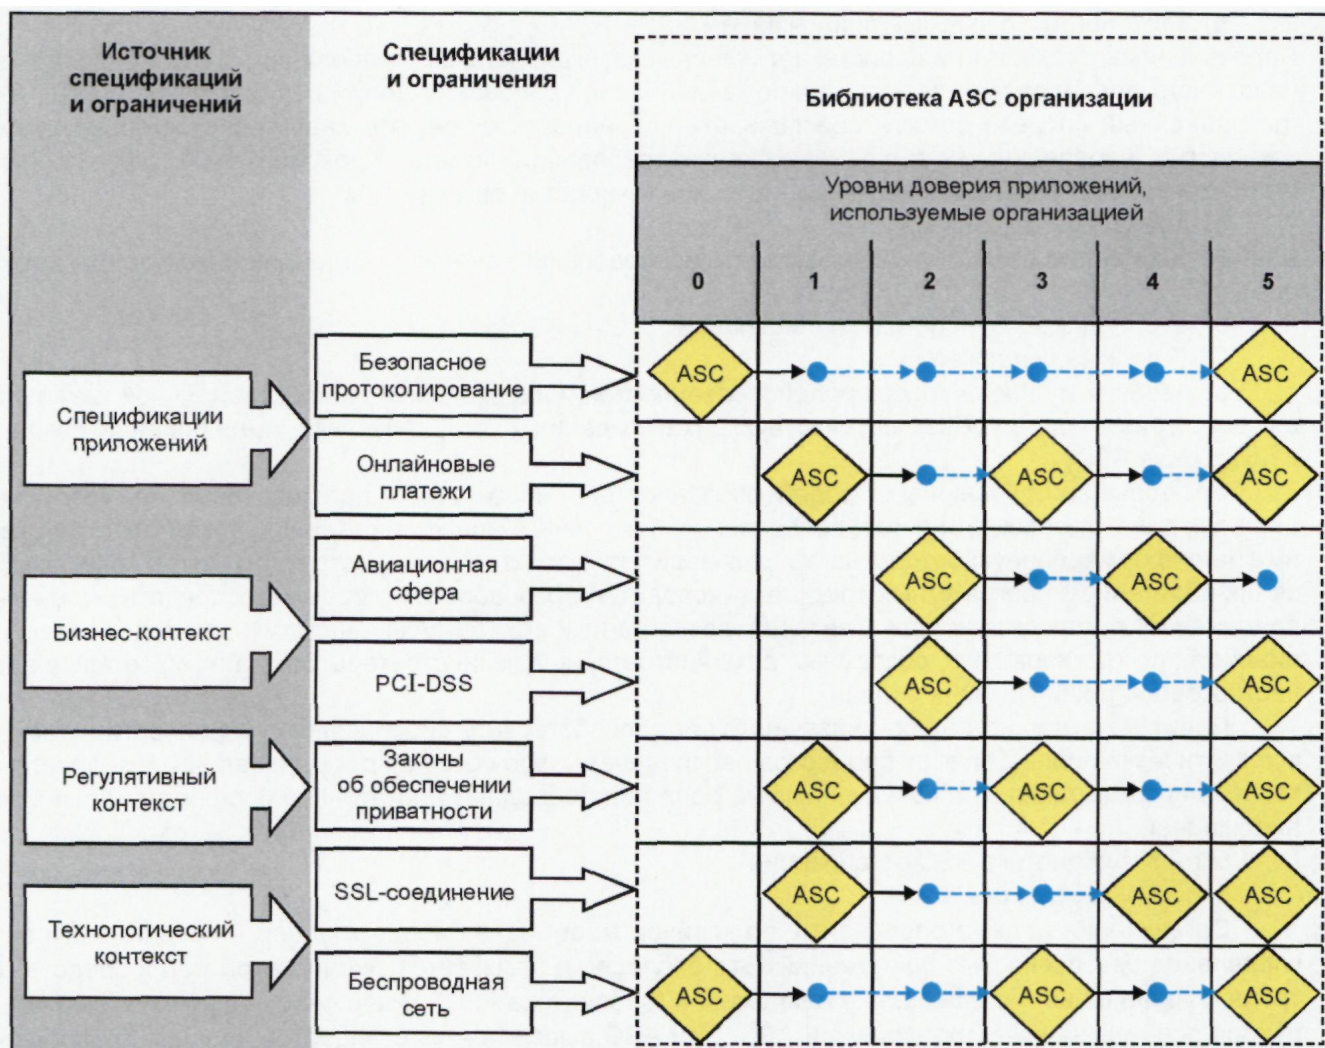 Источник
спецификаций
и ограничений
Спецификации
и ограничения
Библиотека ASC организации
Уровни доверия приложений,
используемые организацией
0 1 2 3 4 5
Спецификации
приложений
Безопасное
протоколирование
ASC ASC
Онлайновые
платежи
ASC ASC ASC
Бизнес-контекст
Авиационная
сфера
ASC ASC
PCI-DSS
ASC ASC
Регулятивный
контекст
Законы
об обеспечении
приватности
ASC ASC ASC
Технологический
контекст
SSL-соединение
ASC ASC ASC
Беспроводная
сеть
ASC ASC ASC